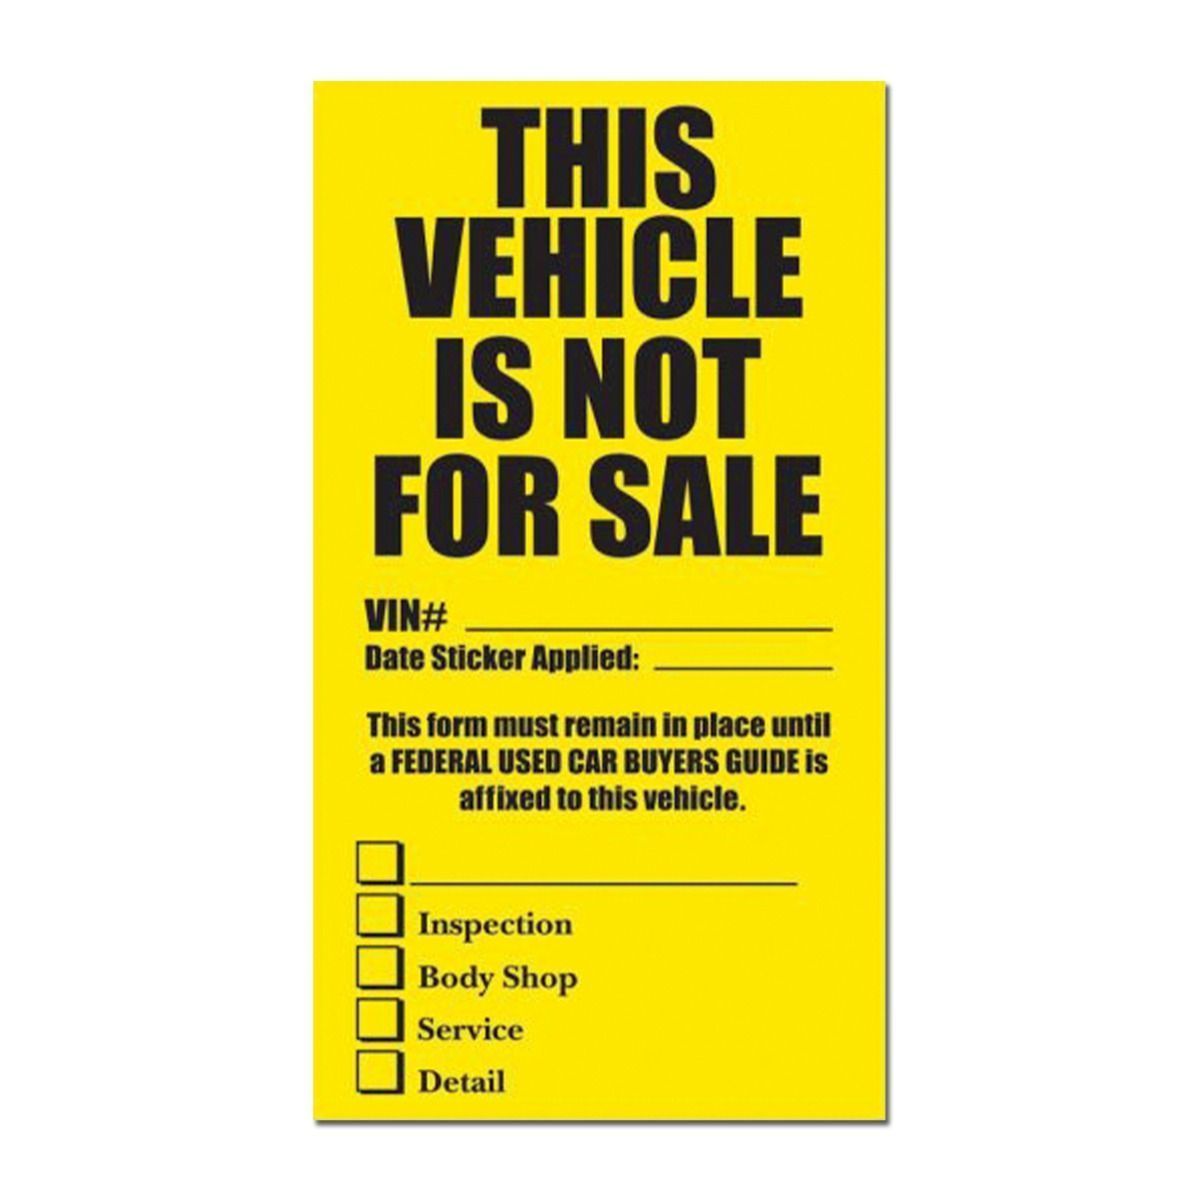 THIS
VEHICLE
IS NOT
FOR SALE
VIN#
Date Sticker Applied:
This form must remain in place until
a FEDERAL USED CAR BUYERS GUIDE is
affixed to this vehicle.
Inspection
Body Shop
Service
Detail